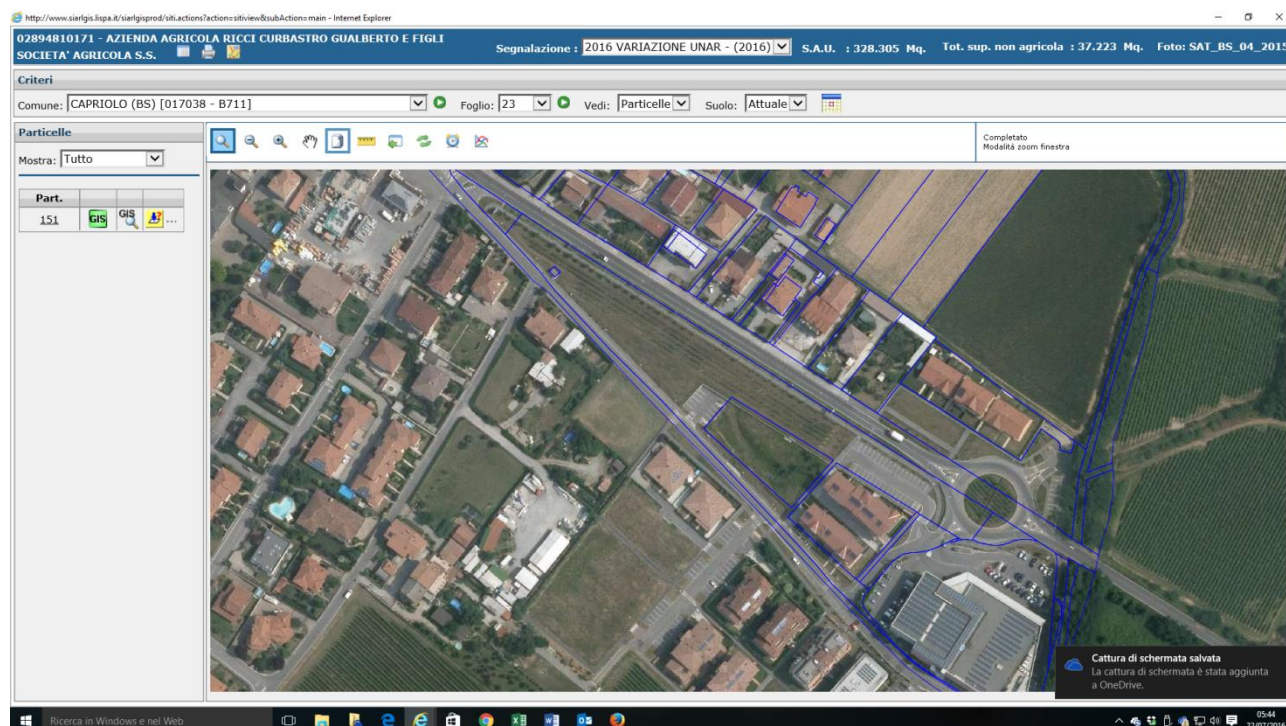 http://www.siarlgis.lispa.it/siarlgisprod/siti.actions?action=sitiview&subAction=main - Internet Explorer
02894810171 - AZIENDA AGRICOLA RICCI CURBASTRO GUALBERTO E FIGLI
SOCIETA' AGRICOLA S.S.
Segnalazione : 2016 VARIAZIONE UNAR - (2016) S.A.U. : 328.305 Mq. Tot. sup. non agricola : 37.223 Mq. Foto: SAT_BS_04_2015
Criteri
Comune: CAPRIOLO (BS) [017038 - B711] Foglio: 23 Vedi: Particelle Suolo: Attuale
Particelle
Mostra: Tutto
Completato
Modalità zoom finestra
Part.
151 GIS GIS ...
Cattura di schermata salvata
La cattura di schermata è stata aggiunta
a OneDrive.
Ricerca in Windows e nel Web
05:44
22/07/2016